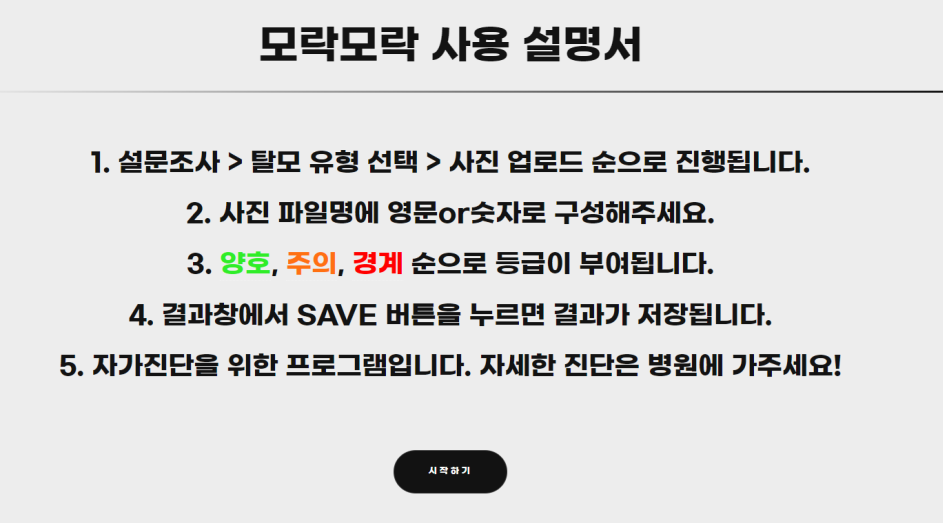 모락모락 사용 설명서
1. 설문조사 > 탈모 유형 선택 > 사진 업로드 순으로 진행됩니다.
2. 사진 파일명에 영문or숫자로 구성해주세요.
3. 양호, 주의, 경계 순으로 등급이 부여됩니다.
4. 결과창에서 SAVE 버튼을 누르면 결과가 저장됩니다.
5. 자가진단을 위한 프로그램입니다. 자세한 진단은 병원에 가주세요!
시작하기